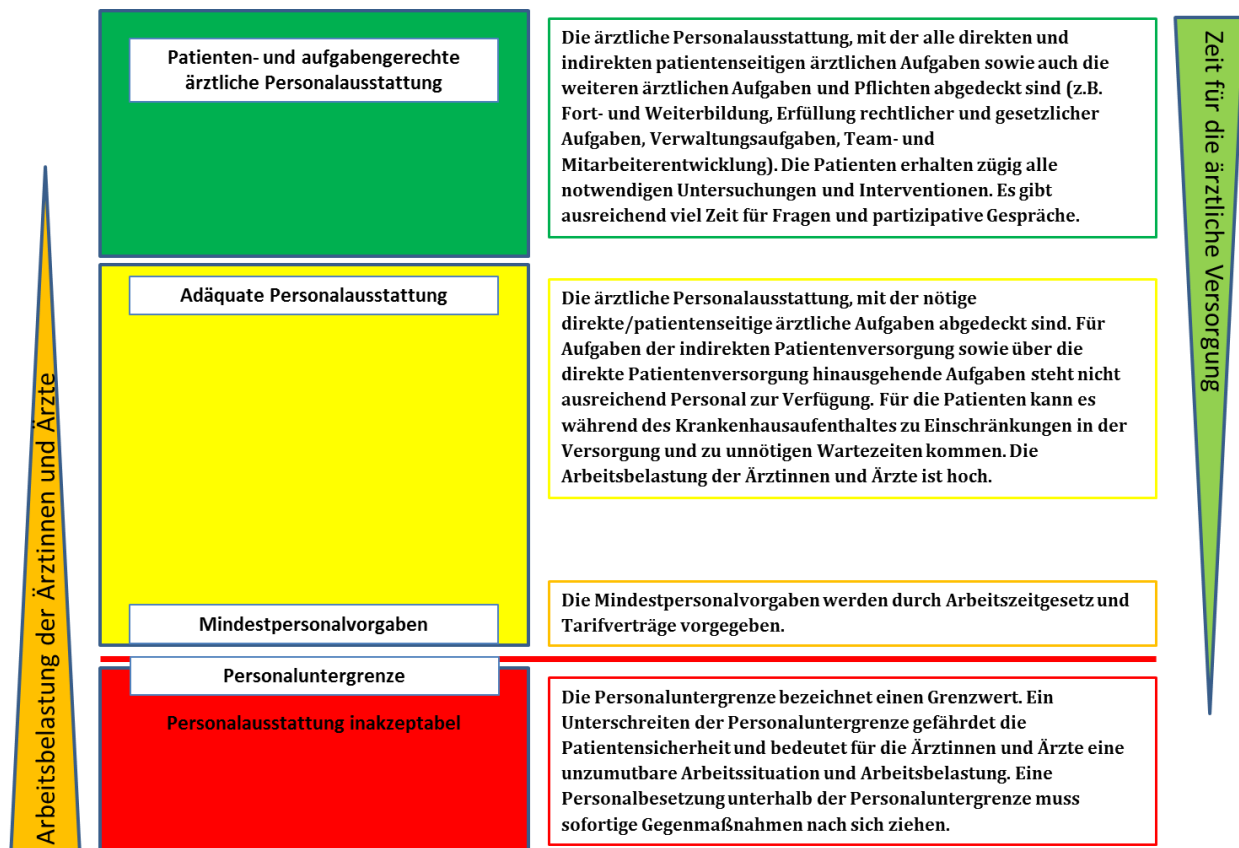 Patienten- und aufgabengerechte
ärztliche Personalausstattung
Die ärztliche Personalausstattung, mit der alle direkten und
indirekten patientenseitigen ärztlichen Aufgaben sowie auch die
weiteren ärztlichen Aufgaben und Pflichten abgedeckt sind (z.B.
Fort- und Weiterbildung, Erfüllung rechtlicher und gesetzlicher
Aufgaben, Verwaltungsaufgaben, Team- und
Mitarbeiterentwicklung). Die Patienten erhalten zügig alle
notwendigen Untersuchungen und Interventionen. Es gibt
ausreichend viel Zeit für Fragen und partizipative Gespräche.
Adäquate Personalausstattung
Die ärztliche Personalausstattung, mit der nötige
direkte/patientenseitige ärztliche Aufgaben abgedeckt sind. Für
Aufgaben der indirekten Patientenversorgung sowie über die
direkte Patientenversorgung hinausgehende Aufgaben steht nicht
ausreichend Personal zur Verfügung. Für die Patienten kann es
während des Krankenhausaufenthaltes zu Einschränkungen in der
Versorgung und zu unnötigen Wartezeiten kommen. Die
Arbeitsbelastung der Ärztinnen und Ärzte ist hoch.
Mindestpersonalvorgaben
Die Mindestpersonalvorgaben werden durch Arbeitszeitgesetz und
Tarifverträge vorgegeben.
Personaluntergrenze
Personalausstattung inakzeptabel
Die Personaluntergrenze bezeichnet einen Grenzwert. Ein
Unterschreiten der Personaluntergrenze gefährdet die
Patientensicherheit und bedeutet für die Ärztinnen und Ärzte eine
unzumutbare Arbeitssituation und Arbeitsbelastung. Eine
Personalbesetzung unterhalb der Personaluntergrenze muss
sofortige Gegenmaßnahmen nach sich ziehen.
Arbeitsbelastung der Ärztinnen und Ärzte
Zeit für die ärztliche Versorgung